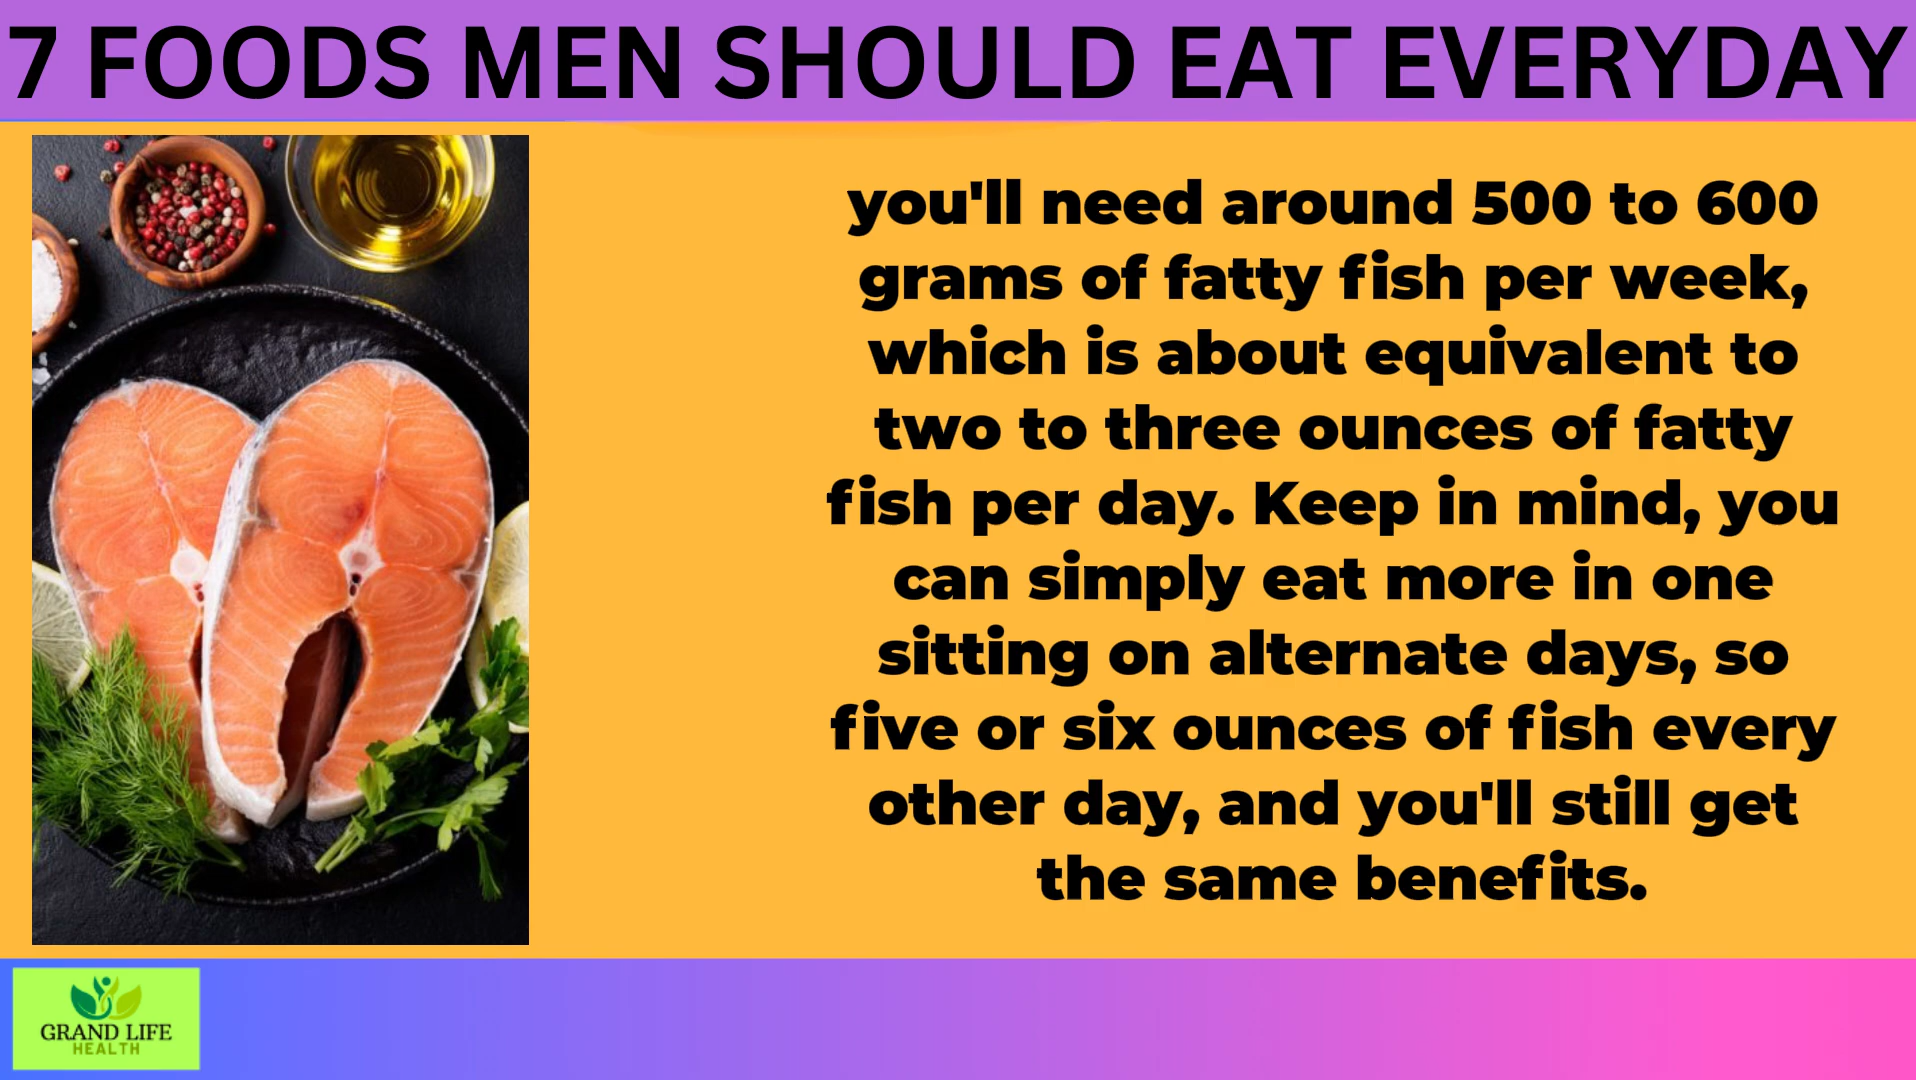 7 FOODS MEN SHOULD EAT EVERYDAY
you'll need around 500 to 600
grams of fatty fish per week,
which is about equivalent to
two to three ounces of fatty
fish per day. Keep in mind, you
can simply eat more in one
sitting on alternate days, so
five or six ounces of fish every
other day, and you'll still get
the same benefits.
GRAND LIFE
HEALTH